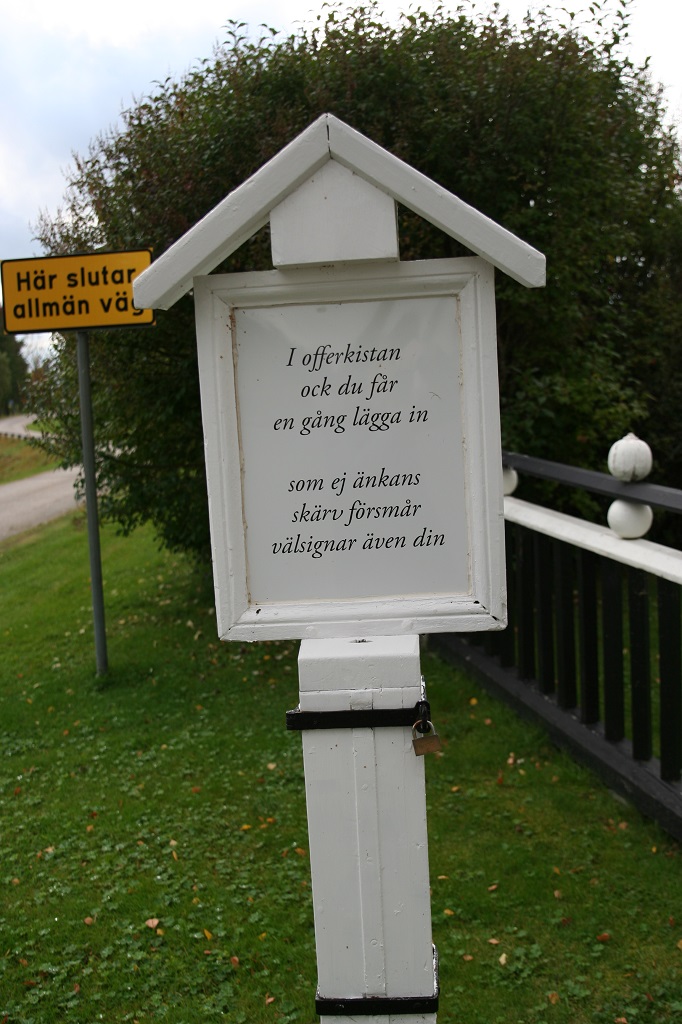 Här slutar
allmän väg
I offerkistan
ock du får
en gång lägga in
som ej änkans
skärv försmår
välsignar även din